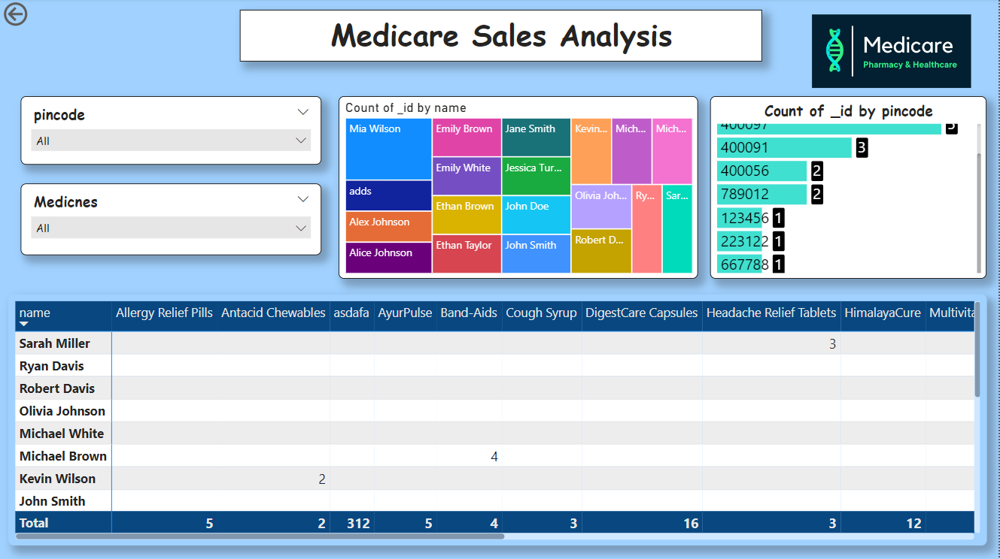 Medicare Sales Analysis
Medicare
Pharmacy & Healthcare
pincode
All
Medicnes
All
Count of _id by name
Mia Wilson
adds
Alex Johnson
Alice Johnson
Emily Brown
Emily White
Ethan Brown
Ethan Taylor
Jane Smith
Jessica Tur...
John Doe
John Smith
Kevin...
Mich...
Mich...
Olivia Joh...
Robert D...
Ry...
Sar...
Count of _id by pincode
400097 5
400091 3
400056 2
789012 2
123456 1
223122 1
667788 1
name Allergy Relief Pills Antacid Chewables asdafa AyurPulse Band-Aids Cough Syrup DigestCare Capsules Headache Relief Tablets HimalayaCure Multivita
Sarah Miller 3
Ryan Davis
Robert Davis
Olivia Johnson
Michael White
Michael Brown 4
Kevin Wilson 2
John Smith
Total 5 2 312 5 4 3 16 3 12